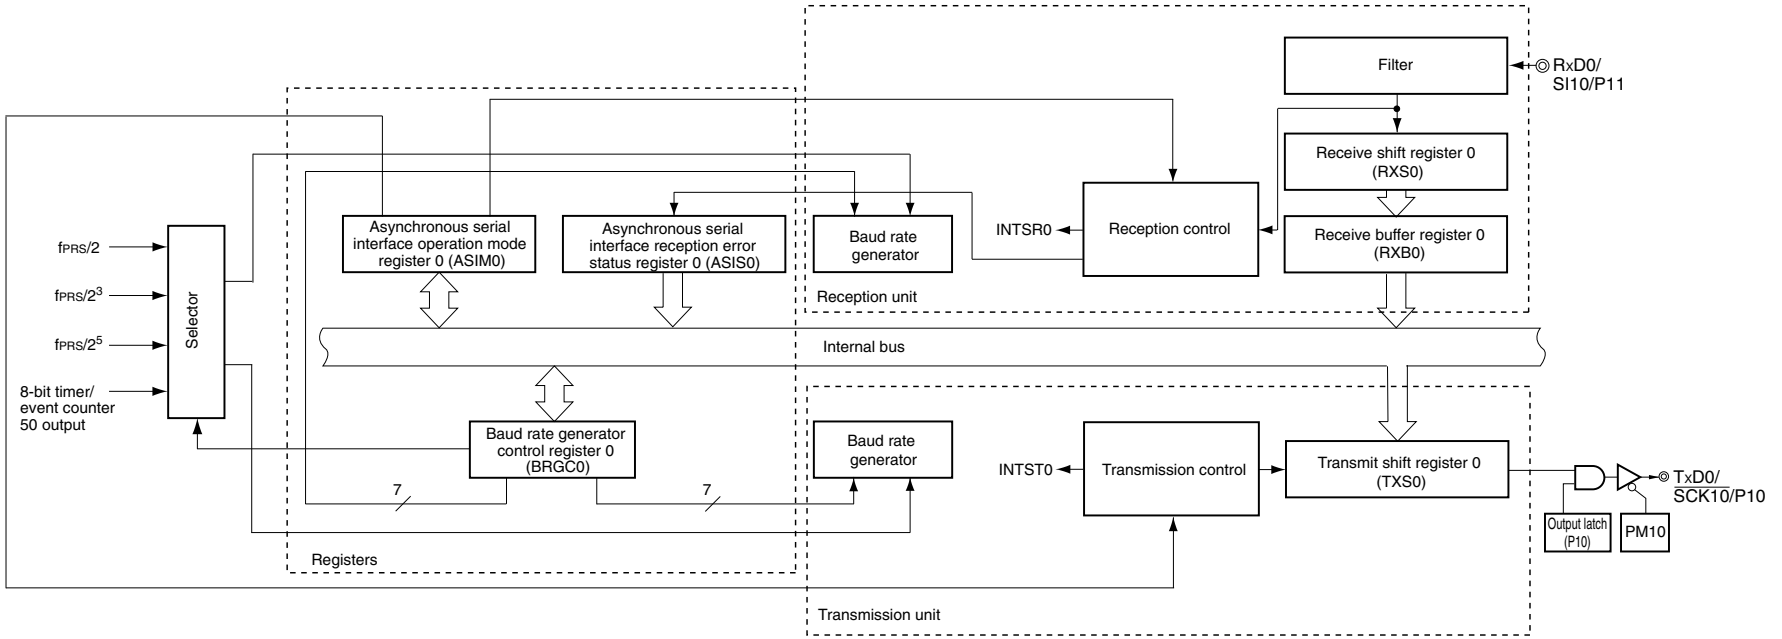 Filter
RxD0/
SI10/P11
Receive shift register 0
(RXS0)
Asynchronous serial
interface operation mode
register 0 (ASIM0)
Asynchronous serial
interface reception error
status register 0 (ASIS0)
Baud rate
generator
INTSR0
Reception control
Receive buffer register 0
(RXB0)
Reception unit
fPRS/2
fPRS/2³
fPRS/2⁵
8-bit timer/
event counter
50 output
Selector
Internal bus
Baud rate generator
control register 0
(BRGC0)
7
7
Baud rate
generator
INTST0
Transmission control
Transmit shift register 0
(TXS0)
TxD0/
SCK10/P10
Output latch
(P10)
PM10
Registers
Transmission unit